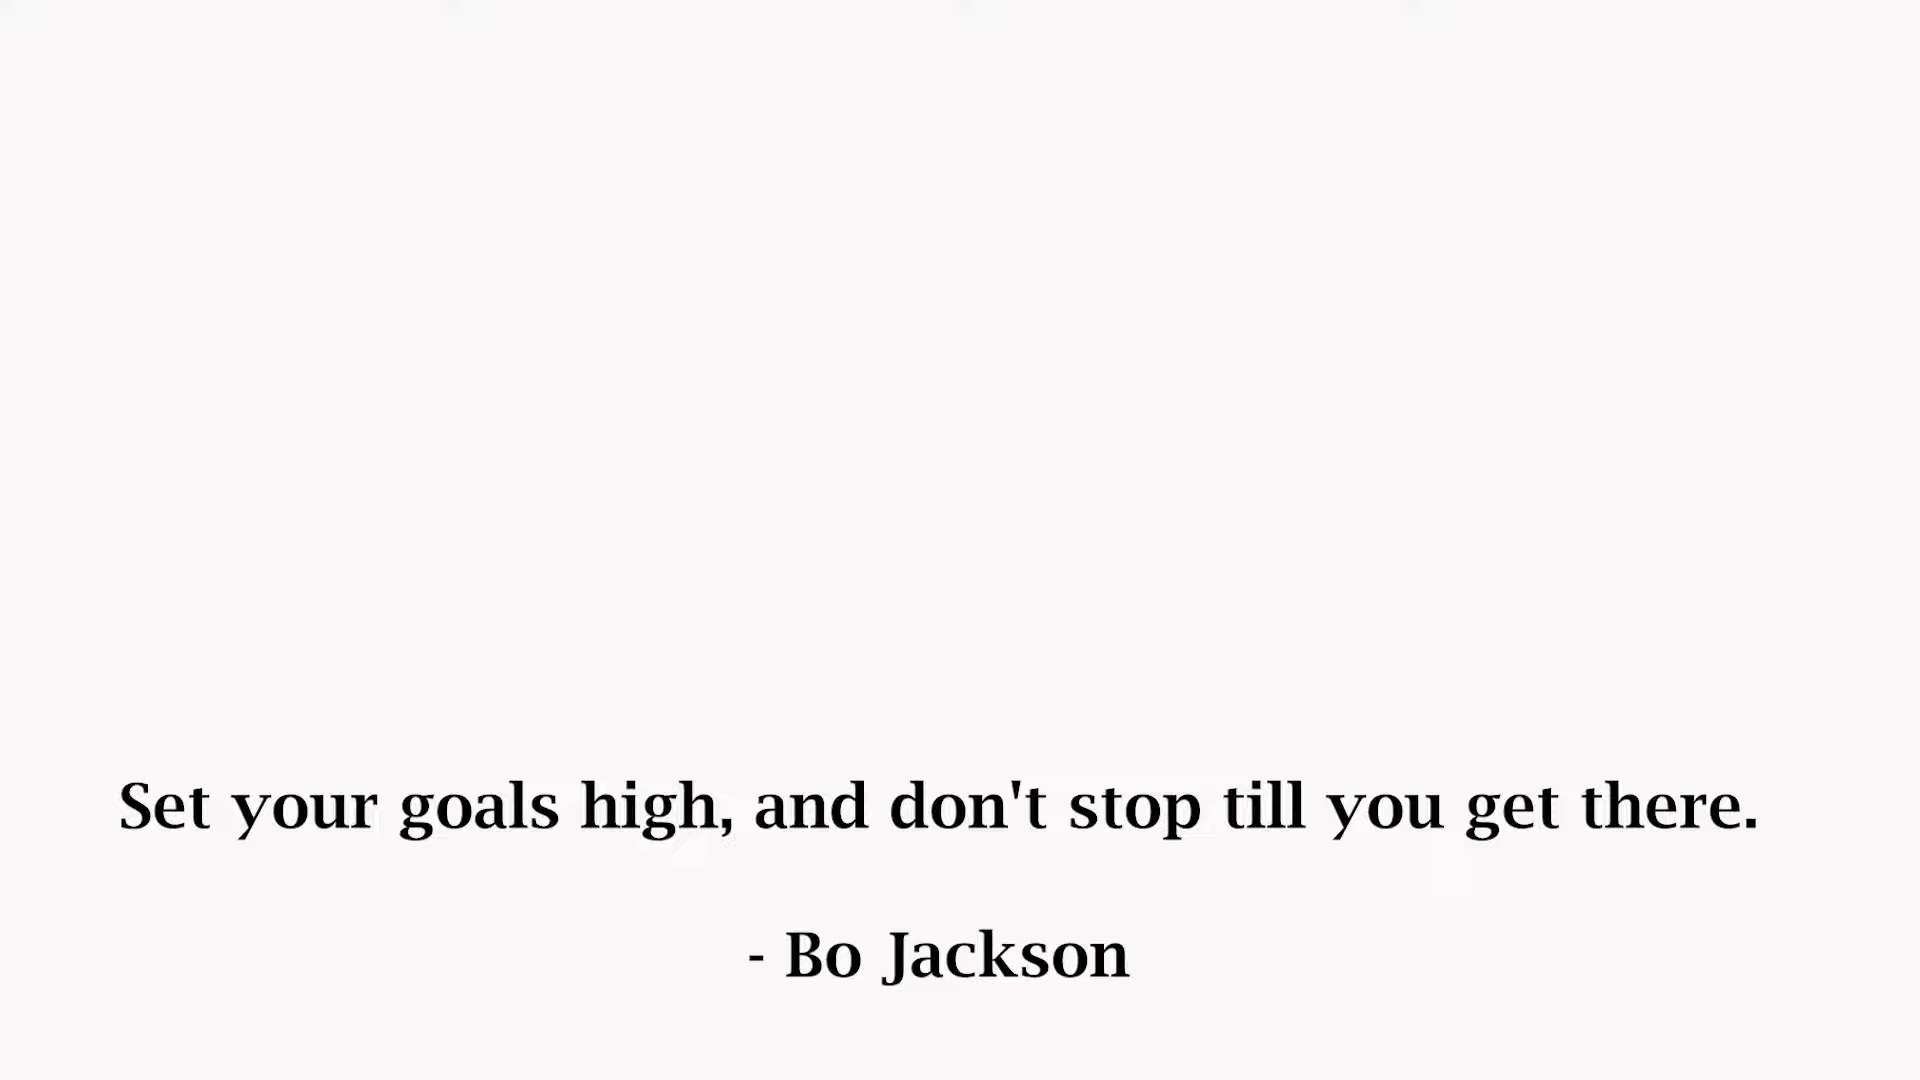 Set your goals high, and don't stop till you get there.
- Bo Jackson